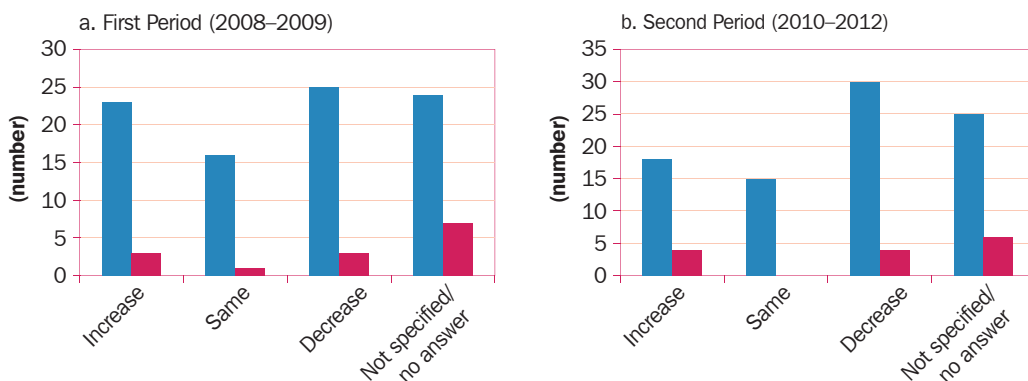 a. First Period (2008–2009)
30
25
20
15
10
5
0
(number)
Increase
Same
Decrease
Not specified/
no answer
b. Second Period (2010–2012)
35
30
25
20
15
10
5
0
(number)
Increase
Same
Decrease
Not specified/
no answer